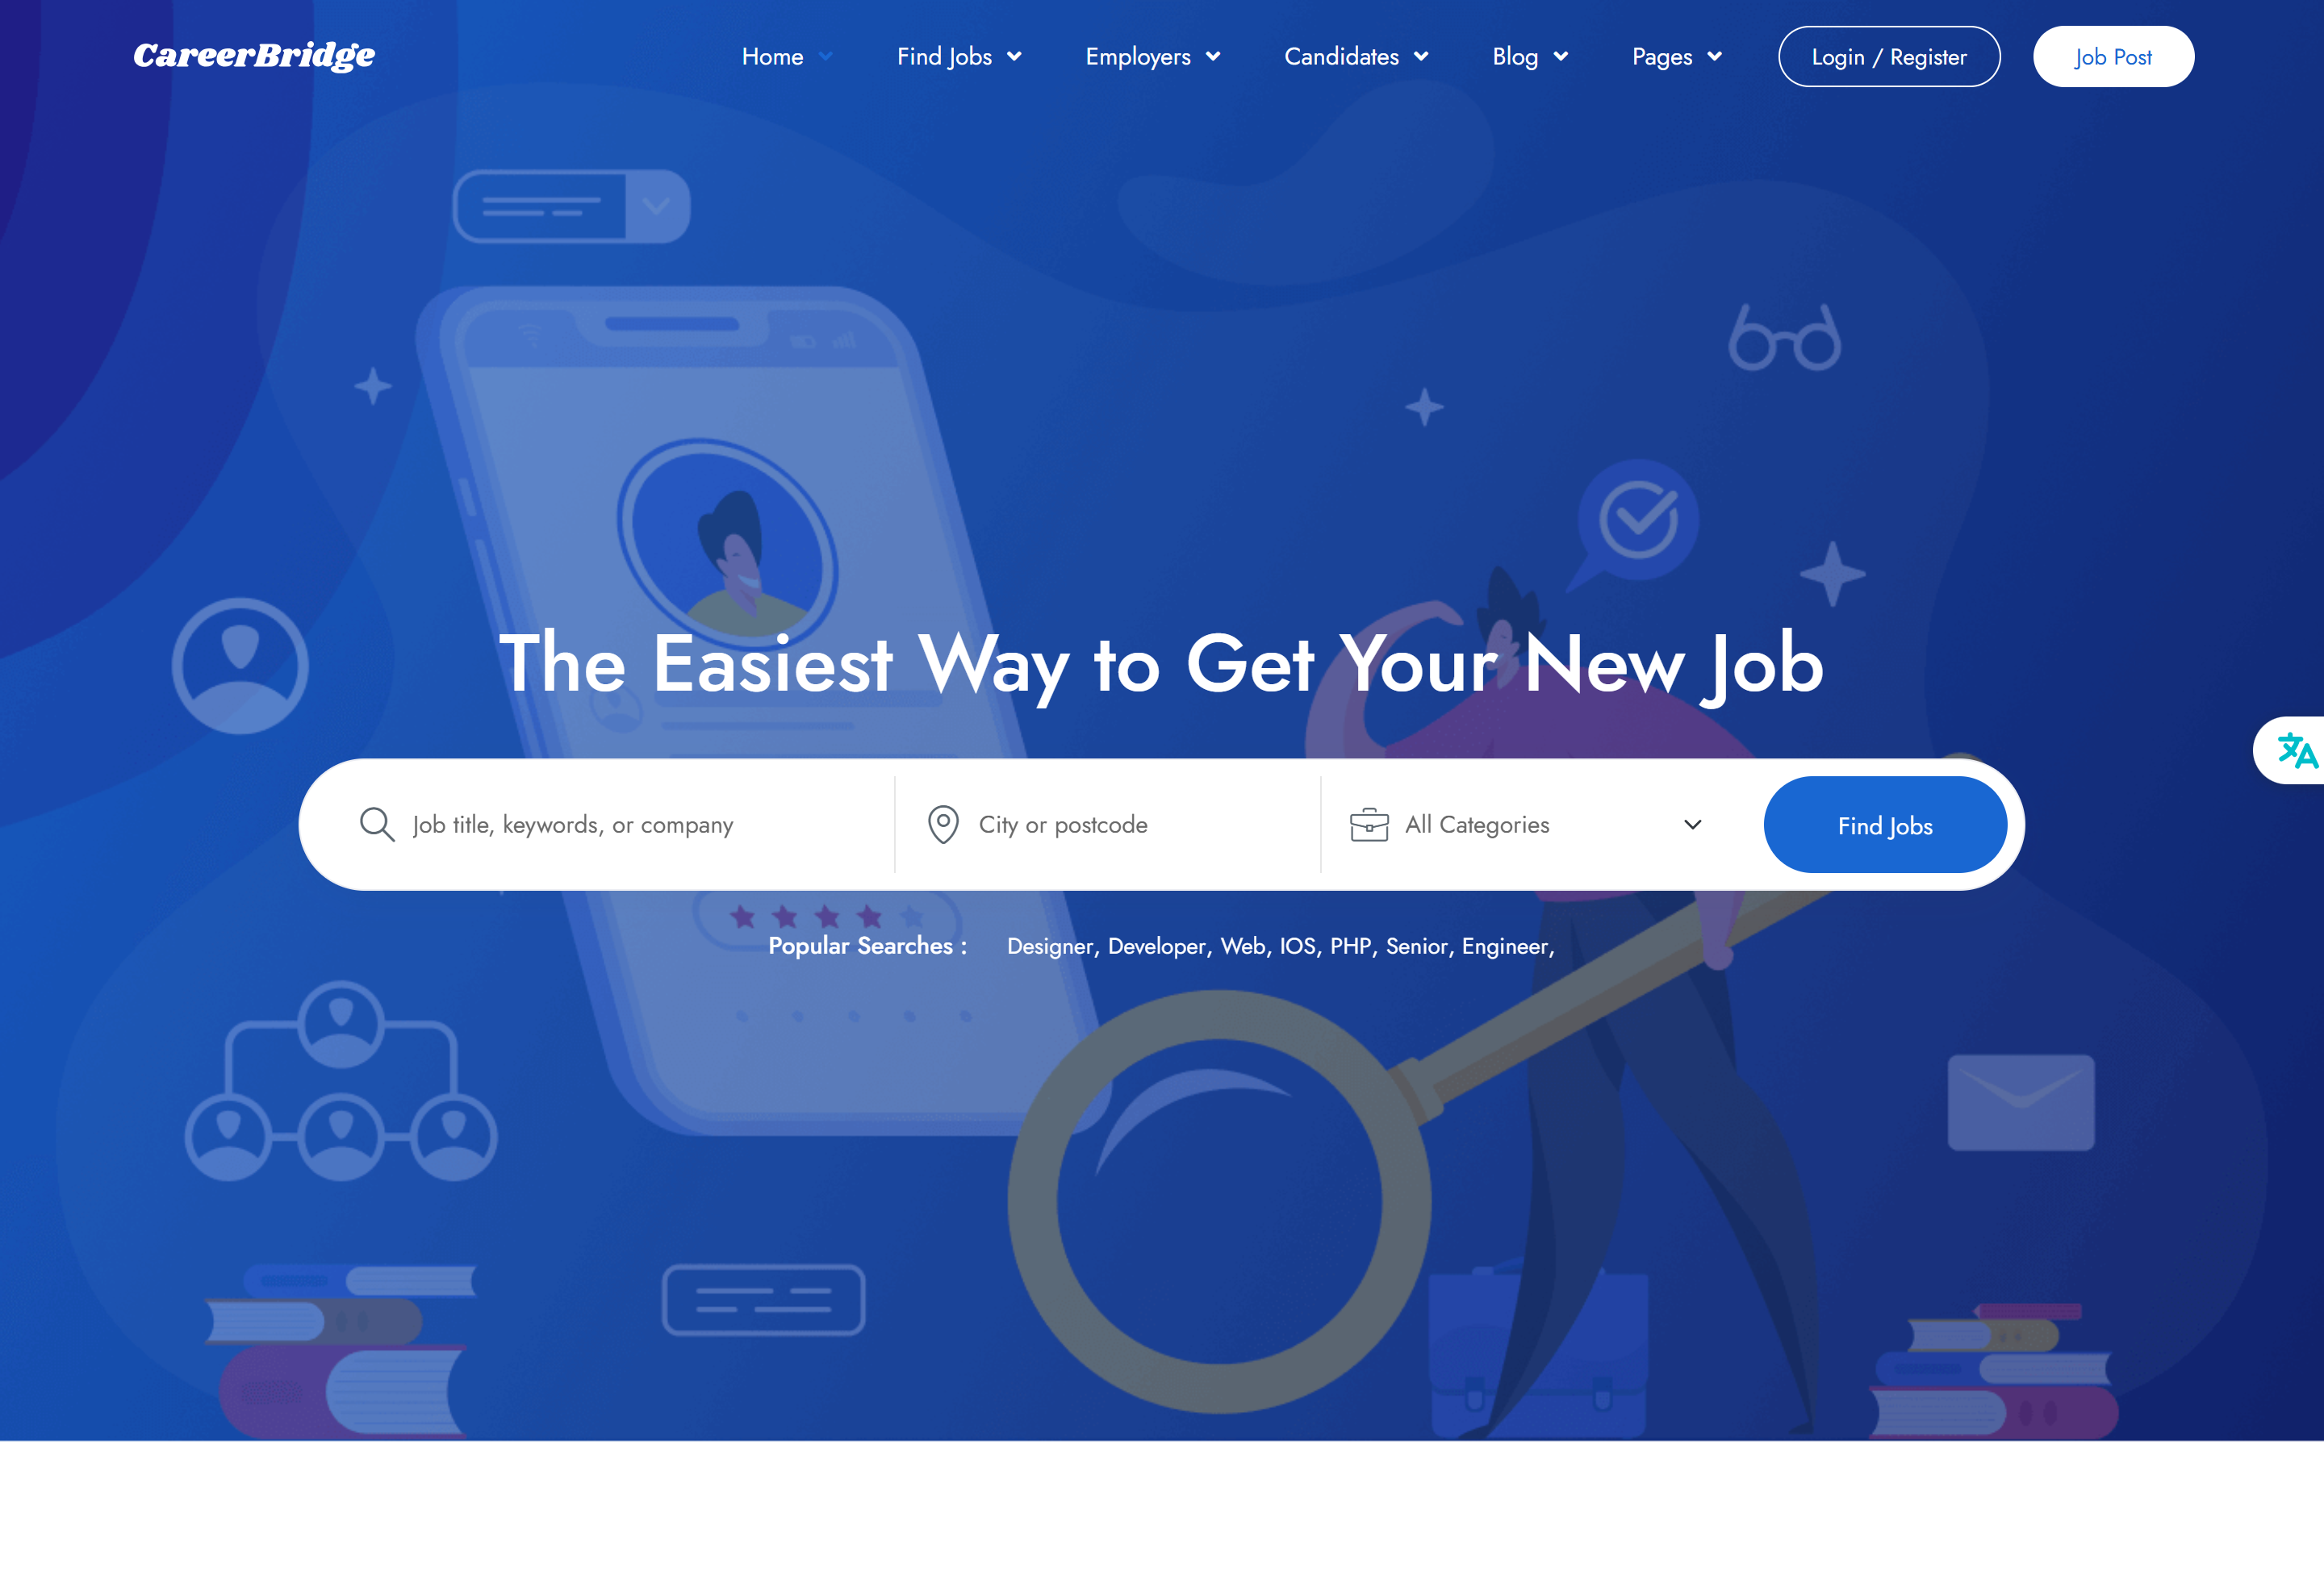 CareerBridge
Home
Find Jobs
Employers
Candidates
Blog
Pages
Login / Register
Job Post
The Easiest Way to Get Your New Job
Job title, keywords, or company
City or postcode
All Categories
Find Jobs
Popular Searches : Designer, Developer, Web, IOS, PHP, Senior, Engineer,